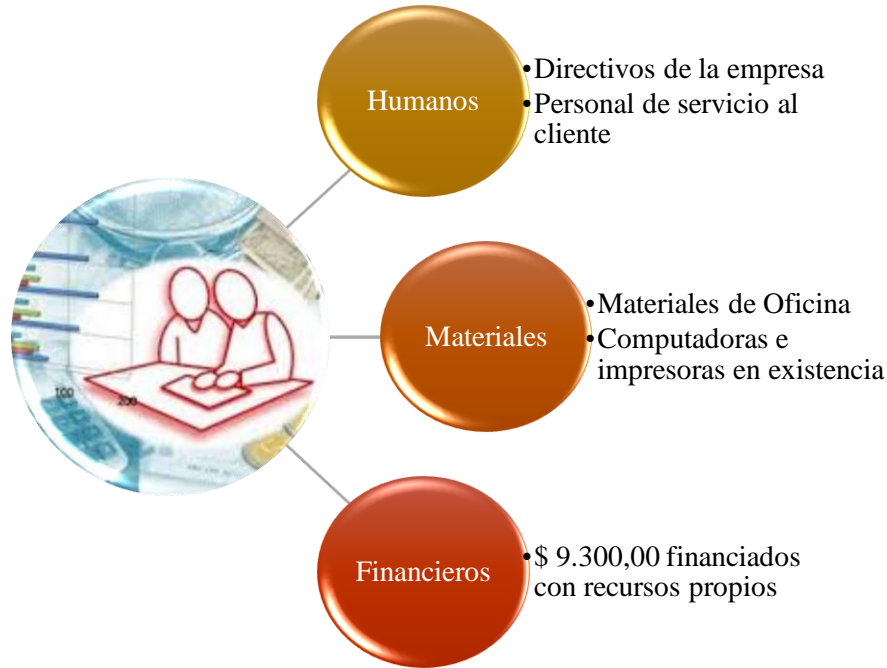 Humanos
•Directivos de la empresa
•Personal de servicio al
cliente
Materiales
•Materiales de Oficina
•Computadoras e
impresoras en existencia
100
200
Financieros
•$ 9.300,00 financiados
con recursos propios